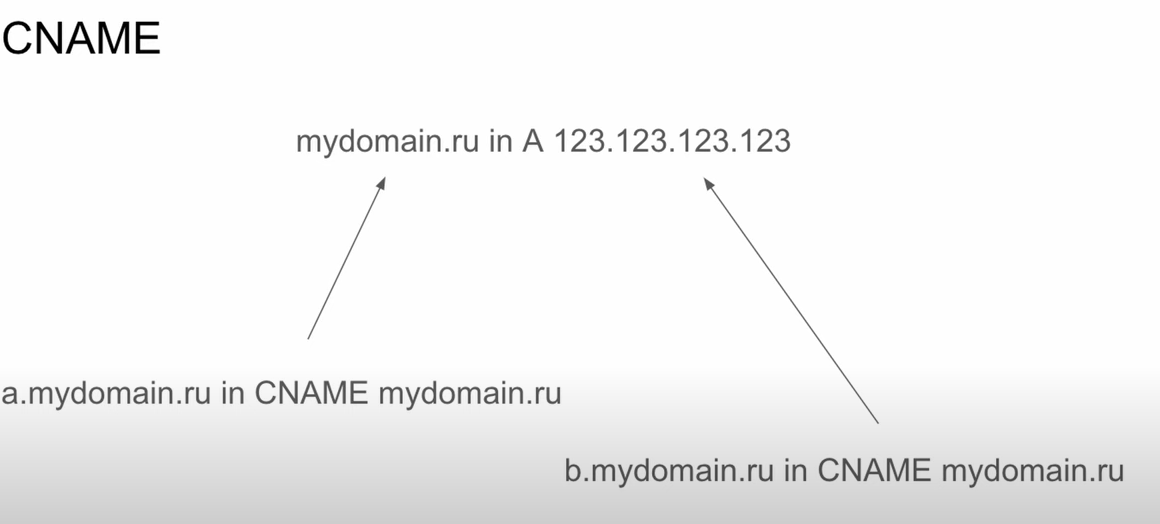 CNAME
mydomain.ru in A 123.123.123.123
a.mydomain.ru in CNAME mydomain.ru
b.mydomain.ru in CNAME mydomain.ru